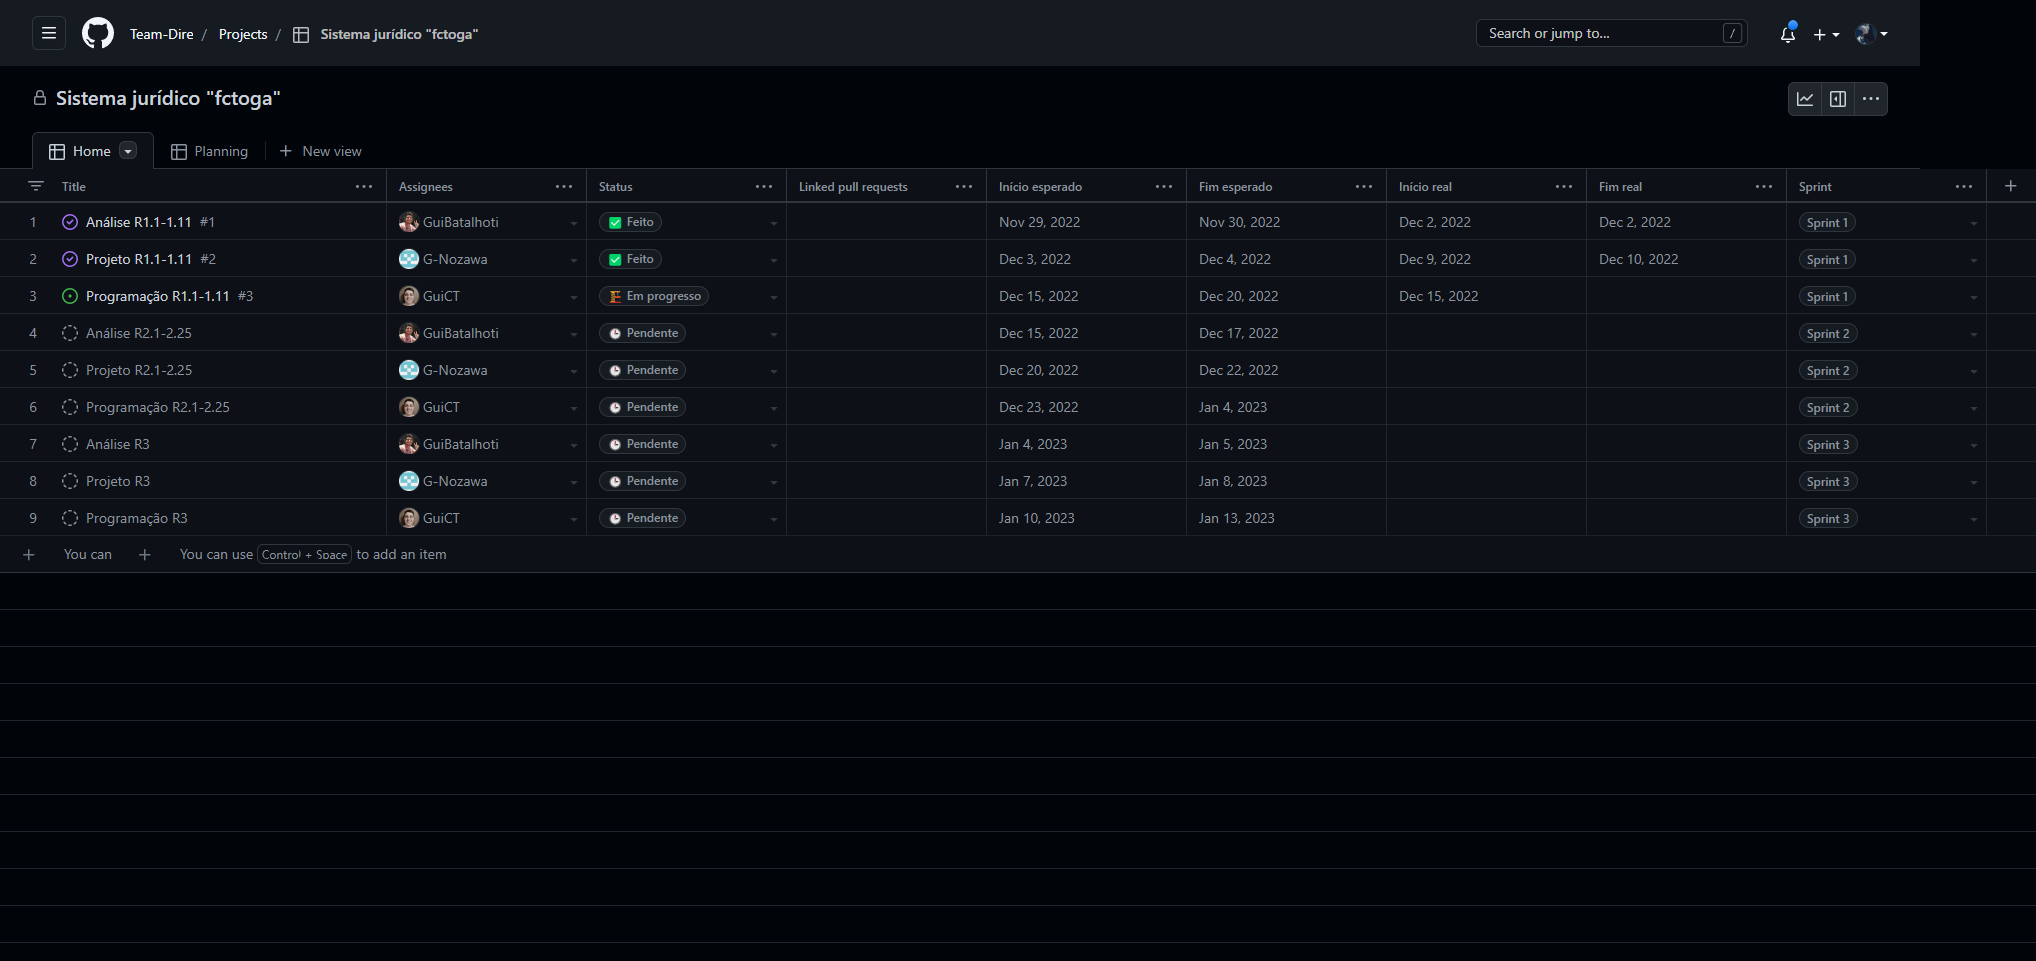 Team-Dire / Projects / Sistema jurídico "fctoga" Search or jump to... /
Sistema jurídico "fctoga"
Home Planning New view
Title Assignees Status Linked pull requests Início esperado Fim esperado Início real Fim real Sprint
1 Análise R1.1-1.11 #1 GuiBatalhoti Feito Nov 29, 2022 Nov 30, 2022 Dec 2, 2022 Dec 2, 2022 Sprint 1
2 Projeto R1.1-1.11 #2 G-Nozawa Feito Dec 3, 2022 Dec 4, 2022 Dec 9, 2022 Dec 10, 2022 Sprint 1
3 Programação R1.1-1.11 #3 GuiCT Em progresso Dec 15, 2022 Dec 20, 2022 Dec 15, 2022 Sprint 1
4 Análise R2.1-2.25 GuiBatalhoti Pendente Dec 15, 2022 Dec 17, 2022 Sprint 2
5 Projeto R2.1-2.25 G-Nozawa Pendente Dec 20, 2022 Dec 22, 2022 Sprint 2
6 Programação R2.1-2.25 GuiCT Pendente Dec 23, 2022 Jan 4, 2023 Sprint 2
7 Análise R3 GuiBatalhoti Pendente Jan 4, 2023 Jan 5, 2023 Sprint 3
8 Projeto R3 G-Nozawa Pendente Jan 7, 2023 Jan 8, 2023 Sprint 3
9 Programação R3 GuiCT Pendente Jan 10, 2023 Jan 13, 2023 Sprint 3
+ You can + You can use Control + Space to add an item